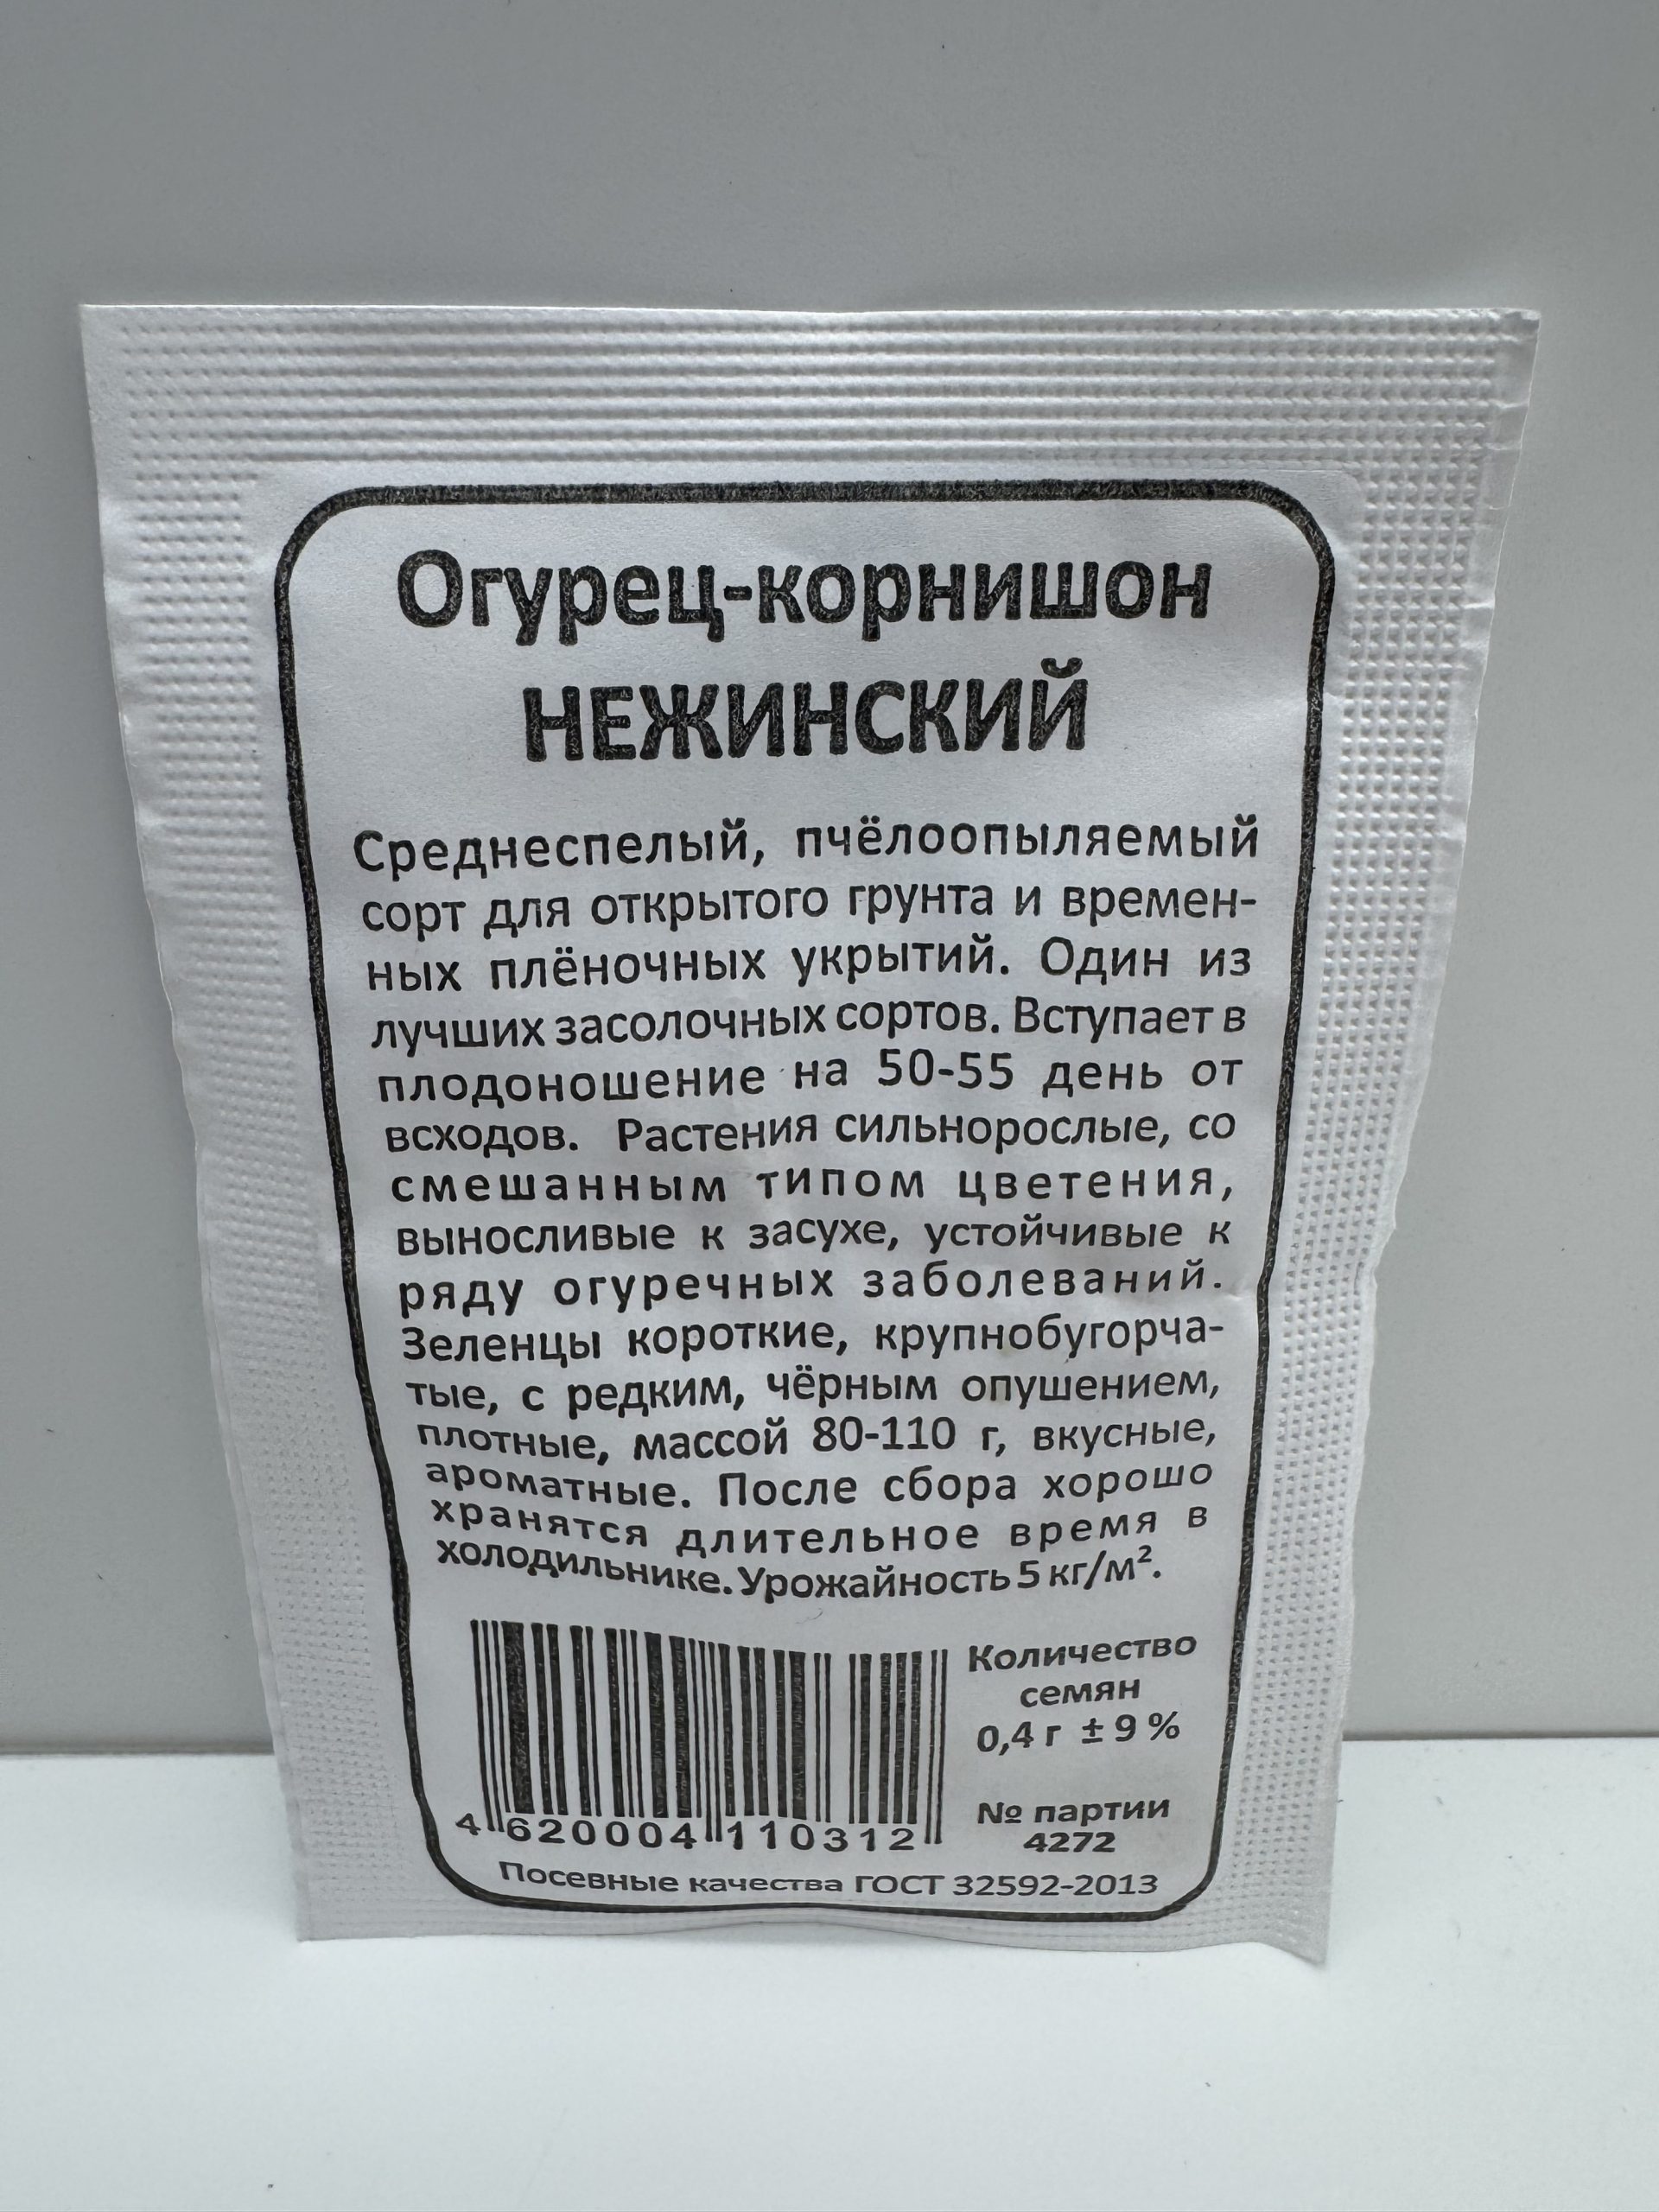 Огурец-корнишон
НЕЖИНСКИЙ
Среднеспелый, пчёлоопыляемый
сорт для открытого грунта и времен-
ных плёночных укрытий. Один из
лучших засолочных сортов. Вступает в
плодоношение на 50-55 день от
всходов. Растения сильнорослые, со
смешанным типом цветения,
выносливые к засухе, устойчивые к
ряду огуречных заболеваний.
Зеленцы короткие, крупнобугорча-
тые, с редким, чёрным опушением,
плотные, массой 80-110 г, вкусные,
ароматные. После сбора хорошо
хранятся длительное время в
холодильнике. Урожайность 5 кг/м².
Количество
семян
0,4 г ± 9 %
№ партии
4272
4 620004 110312
Посевные качества ГОСТ 32592-2013